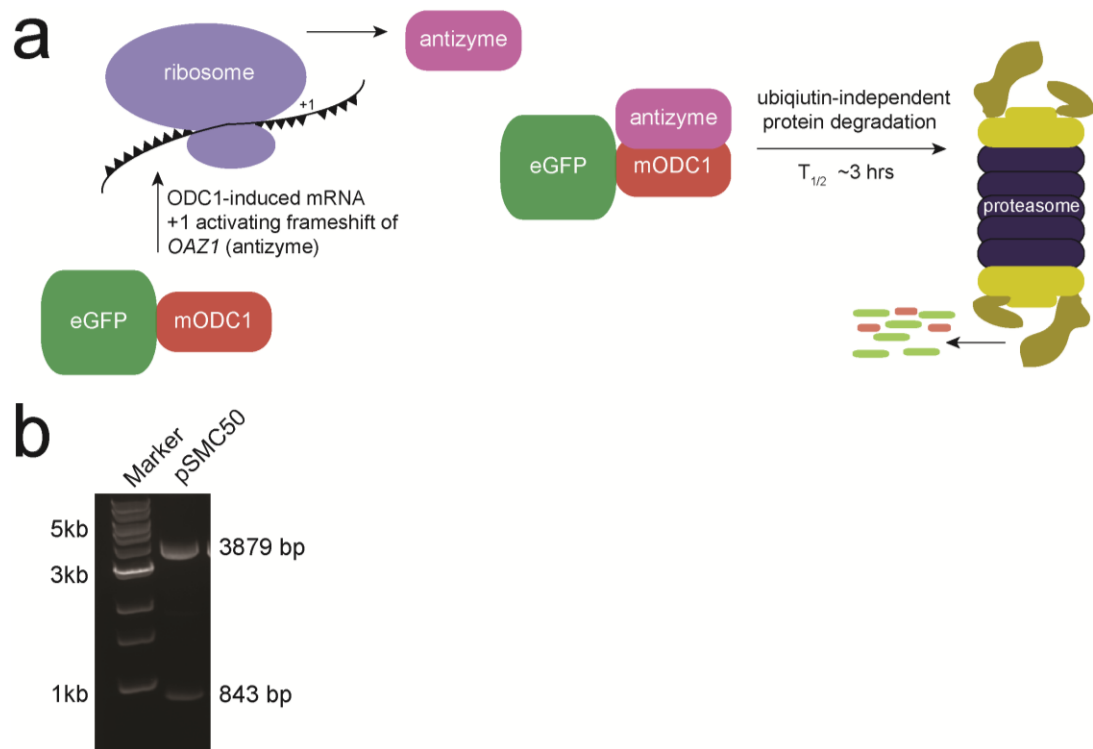 a
ribosome
+1
antizyme
ODC1-induced mRNA
+1 activating frameshift of
OAZ1 (antizyme)
eGFP
mODC1
antizyme
eGFP
mODC1
ubiqiutin-independent
protein degradation
T1/2 ~3 hrs
proteasome
b
Marker
pSMC50
5kb
3kb
1kb
3879 bp
843 bp